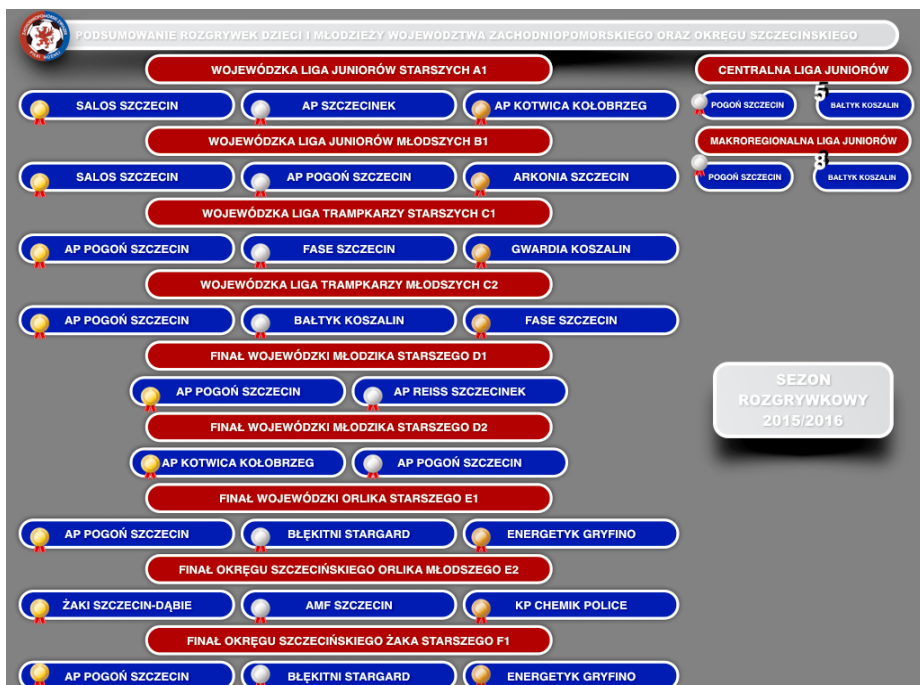 PODSUMOWANIE ROZGRYWEK DZIECI I MŁODZIEŻY WOJEWÓDZTWA ZACHODNIOPOMORSKIEGO ORAZ OKRĘGU SZCZECIŃSKIEGO
WOJEWÓDZKA LIGA JUNIORÓW STARSZYCH A1
SALOS SZCZECIN
AP SZCZECINEK
AP KOTWICA KOŁOBRZEG
WOJEWÓDZKA LIGA JUNIORÓW MŁODSZYCH B1
SALOS SZCZECIN
AP POGOŃ SZCZECIN
ARKONIA SZCZECIN
WOJEWÓDZKA LIGA TRAMPKARZY STARSZYCH C1
AP POGOŃ SZCZECIN
FASE SZCZECIN
GWARDIA KOSZALIN
WOJEWÓDZKA LIGA TRAMPKARZY MŁODSZYCH C2
AP POGOŃ SZCZECIN
BAŁTYK KOSZALIN
FASE SZCZECIN
FINAŁ WOJEWÓDZKI MŁODZIKA STARSZEGO D1
AP POGOŃ SZCZECIN
AP REISS SZCZECINEK
FINAŁ WOJEWÓDZKI MŁODZIKA STARSZEGO D2
AP KOTWICA KOŁOBRZEG
AP POGOŃ SZCZECIN
FINAŁ WOJEWÓDZKI ORLIKA STARSZEGO E1
AP POGOŃ SZCZECIN
BŁĘKITNI STARGARD
ENERGETYK GRYFINO
FINAŁ OKRĘGU SZCZECIŃSKIEGO ORLIKA MŁODSZEGO E2
ŻAKI SZCZECIN-DĄBIE
AMF SZCZECIN
KP CHEMIK POLICE
FINAŁ OKRĘGU SZCZECIŃSKIEGO ŻAKA STARSZEGO F1
AP POGOŃ SZCZECIN
BŁĘKITNI STARGARD
ENERGETYK GRYFINO
CENTRALNA LIGA JUNIORÓW
POGOŃ SZCZECIN
5
BAŁTYK KOSZALIN
MAKROREGIONALNA LIGA JUNIORÓW
POGOŃ SZCZECIN
8
BAŁTYK KOSZALIN
SEZON
ROZGRYWKOWY
2015/2016